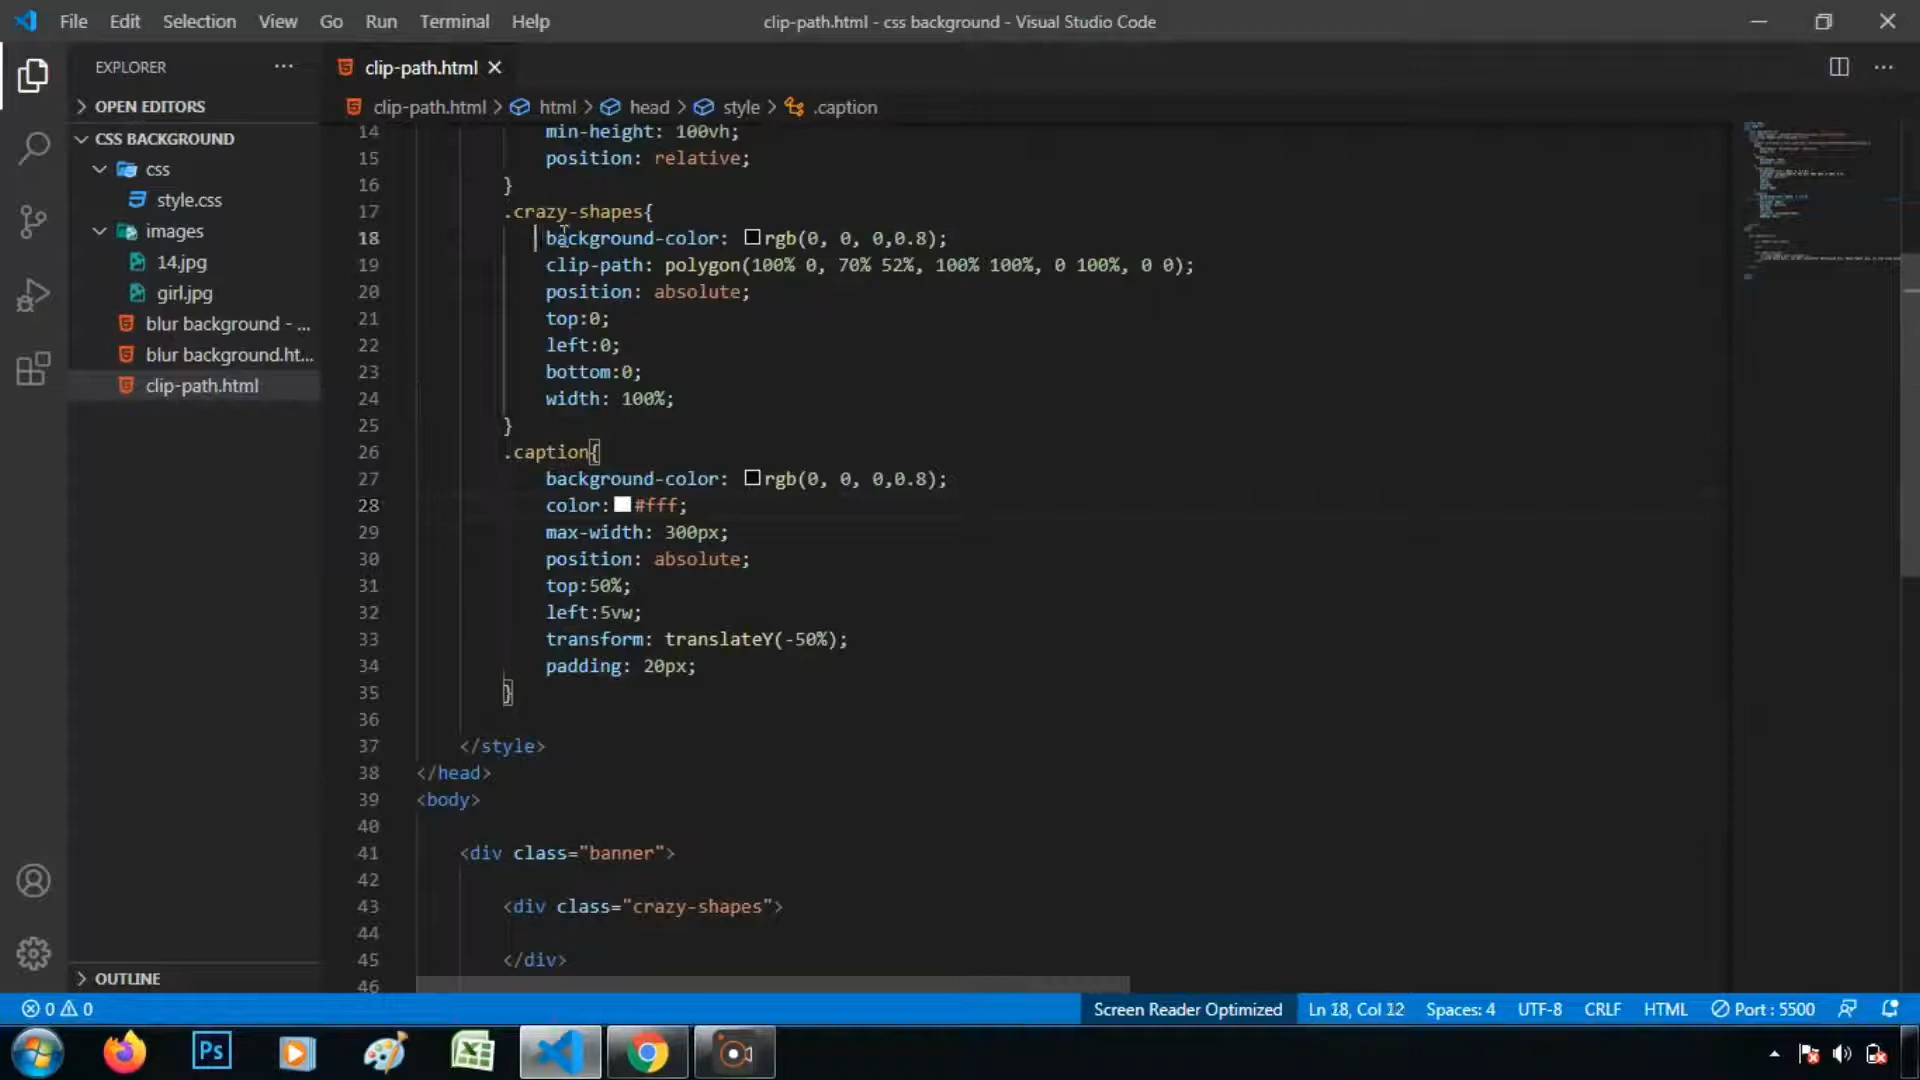 File Edit Selection View Go Run Terminal Help
clip-path.html - css background - Visual Studio Code
EXPLORER
OPEN EDITORS
CSS BACKGROUND
css
style.css
images
14.jpg
girl.jpg
blur background - ...
blur background.ht...
clip-path.html
OUTLINE
clip-path.html
clip-path.html > html > head > style > .caption
14 min-height: 100vh;
15 position: relative;
16 }
17 .crazy-shapes{
18 background-color: rgb(0, 0, 0,0.8);
19 clip-path: polygon(100% 0, 70% 52%, 100% 100%, 0 100%, 0 0);
20 position: absolute;
21 top:0;
22 left:0;
23 bottom:0;
24 width: 100%;
25 }
26 .caption{
27 background-color: rgb(0, 0, 0,0.8);
28 color:#fff;
29 max-width: 300px;
30 position: absolute;
31 top:50%;
32 left:5vw;
33 transform: translateY(-50%);
34 padding: 20px;
35 }
36
37 </style>
38 </head>
39 <body>
40
41 <div class="banner">
42
43 <div class="crazy-shapes">
44
45 </div>
46
0 0
Screen Reader Optimized Ln 18, Col 12 Spaces: 4 UTF-8 CRLF HTML Port : 5500
Ps